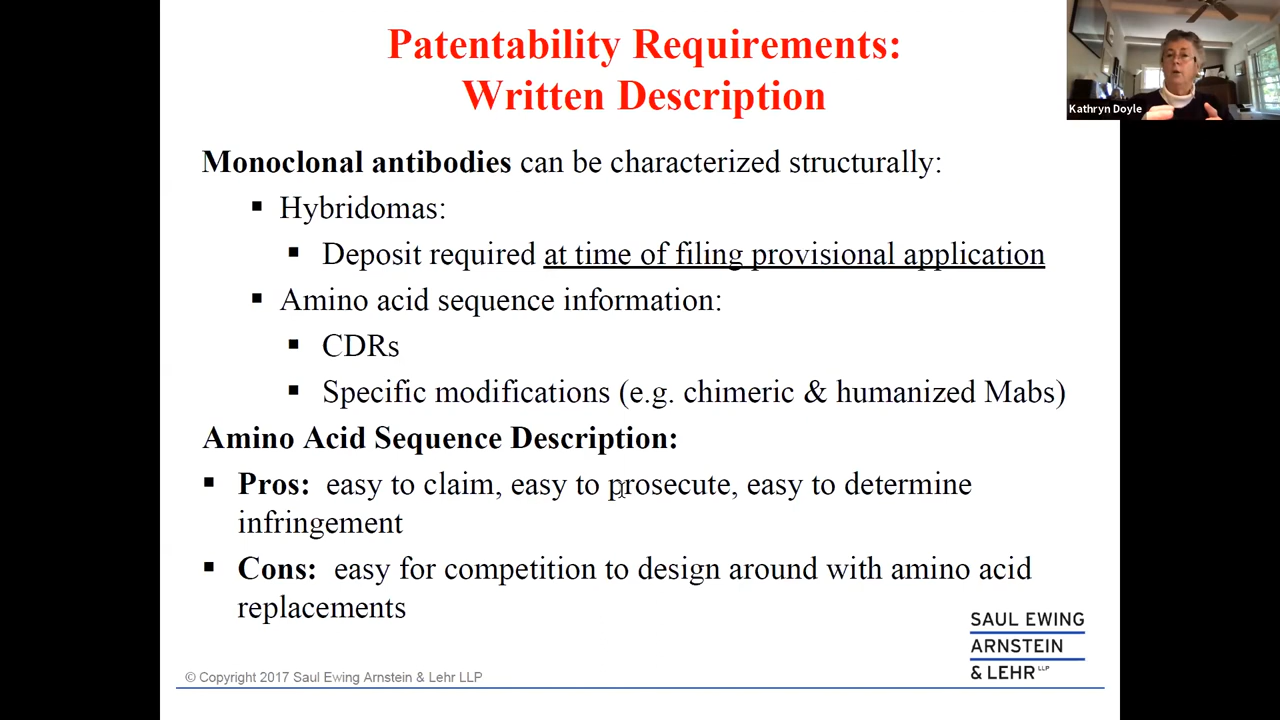 Patentability Requirements:
Written Description
Kathryn Doyle
Monoclonal antibodies can be characterized structurally:
▪ Hybridomas:
▪ Deposit required at time of filing provisional application
▪ Amino acid sequence information:
▪ CDRs
▪ Specific modifications (e.g. chimeric & humanized Mabs)
Amino Acid Sequence Description:
▪ Pros: easy to claim, easy to prosecute, easy to determine
infringement
▪ Cons: easy for competition to design around with amino acid
replacements
SAUL EWING
ARNSTEIN
& LEHR LLP
© Copyright 2017 Saul Ewing Arnstein & Lehr LLP